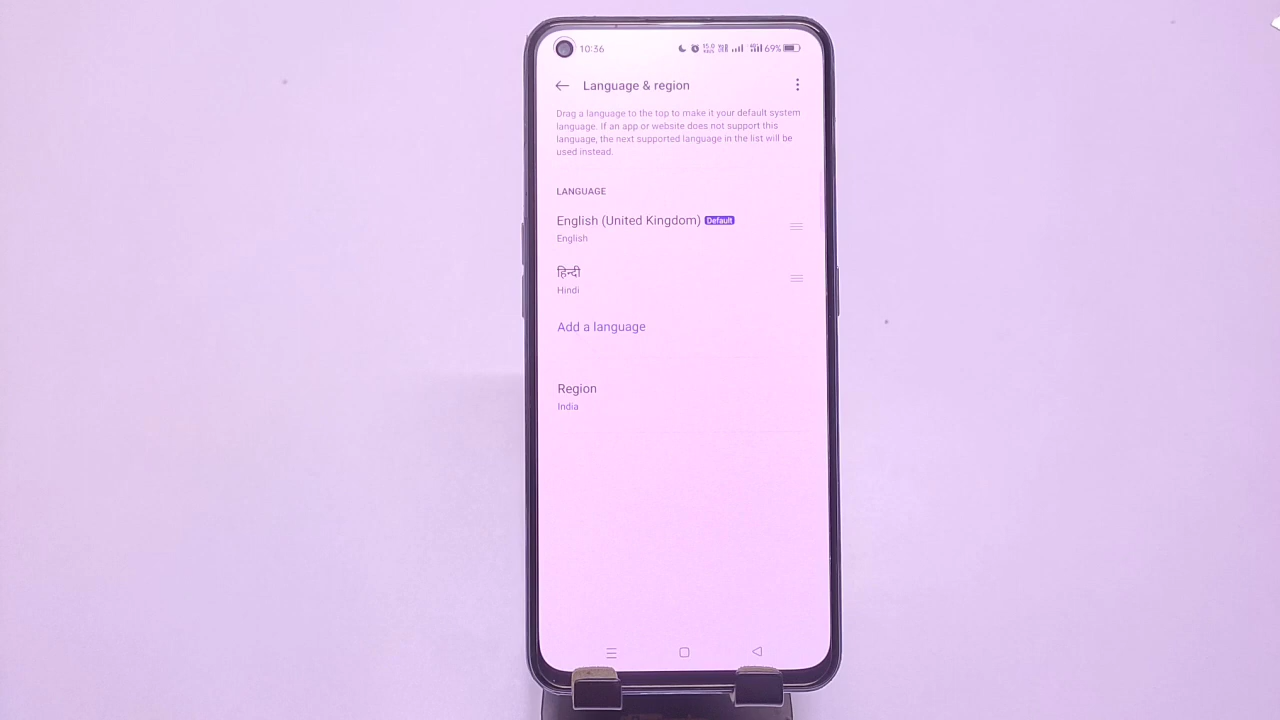 10:36
69%
Language & region
Drag a language to the top to make it your default system
language. If an app or website does not support this
language, the next supported language in the list will be
used instead.
LANGUAGE
English (United Kingdom) Default
English
हिन्दी
Hindi
Add a language
Region
India